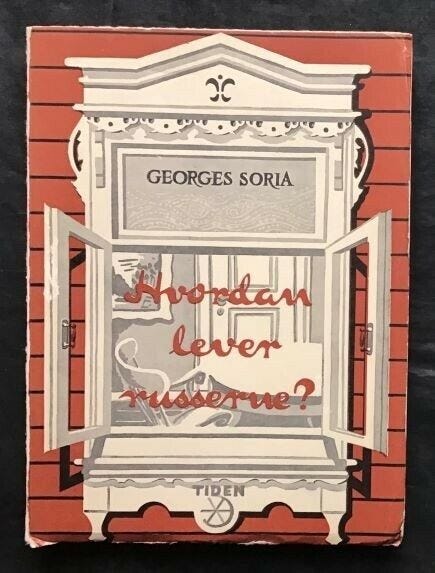 GEORGES SORIA
Hvordan
lever
russerne?
TIDEN